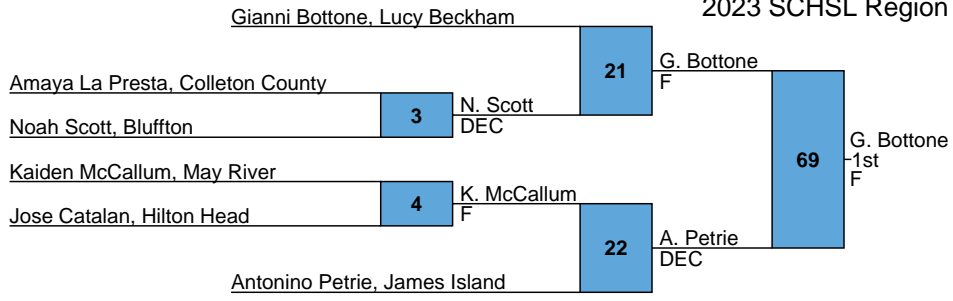 2023 SCHSL Region
Gianni Bottone, Lucy Beckham
21
G. Bottone
F
Amaya La Presta, Colleton County
3
N. Scott
DEC
Noah Scott, Bluffton
69
G. Bottone
1st
F
Kaiden McCallum, May River
4
K. McCallum
F
Jose Catalan, Hilton Head
22
A. Petrie
DEC
Antonino Petrie, James Island